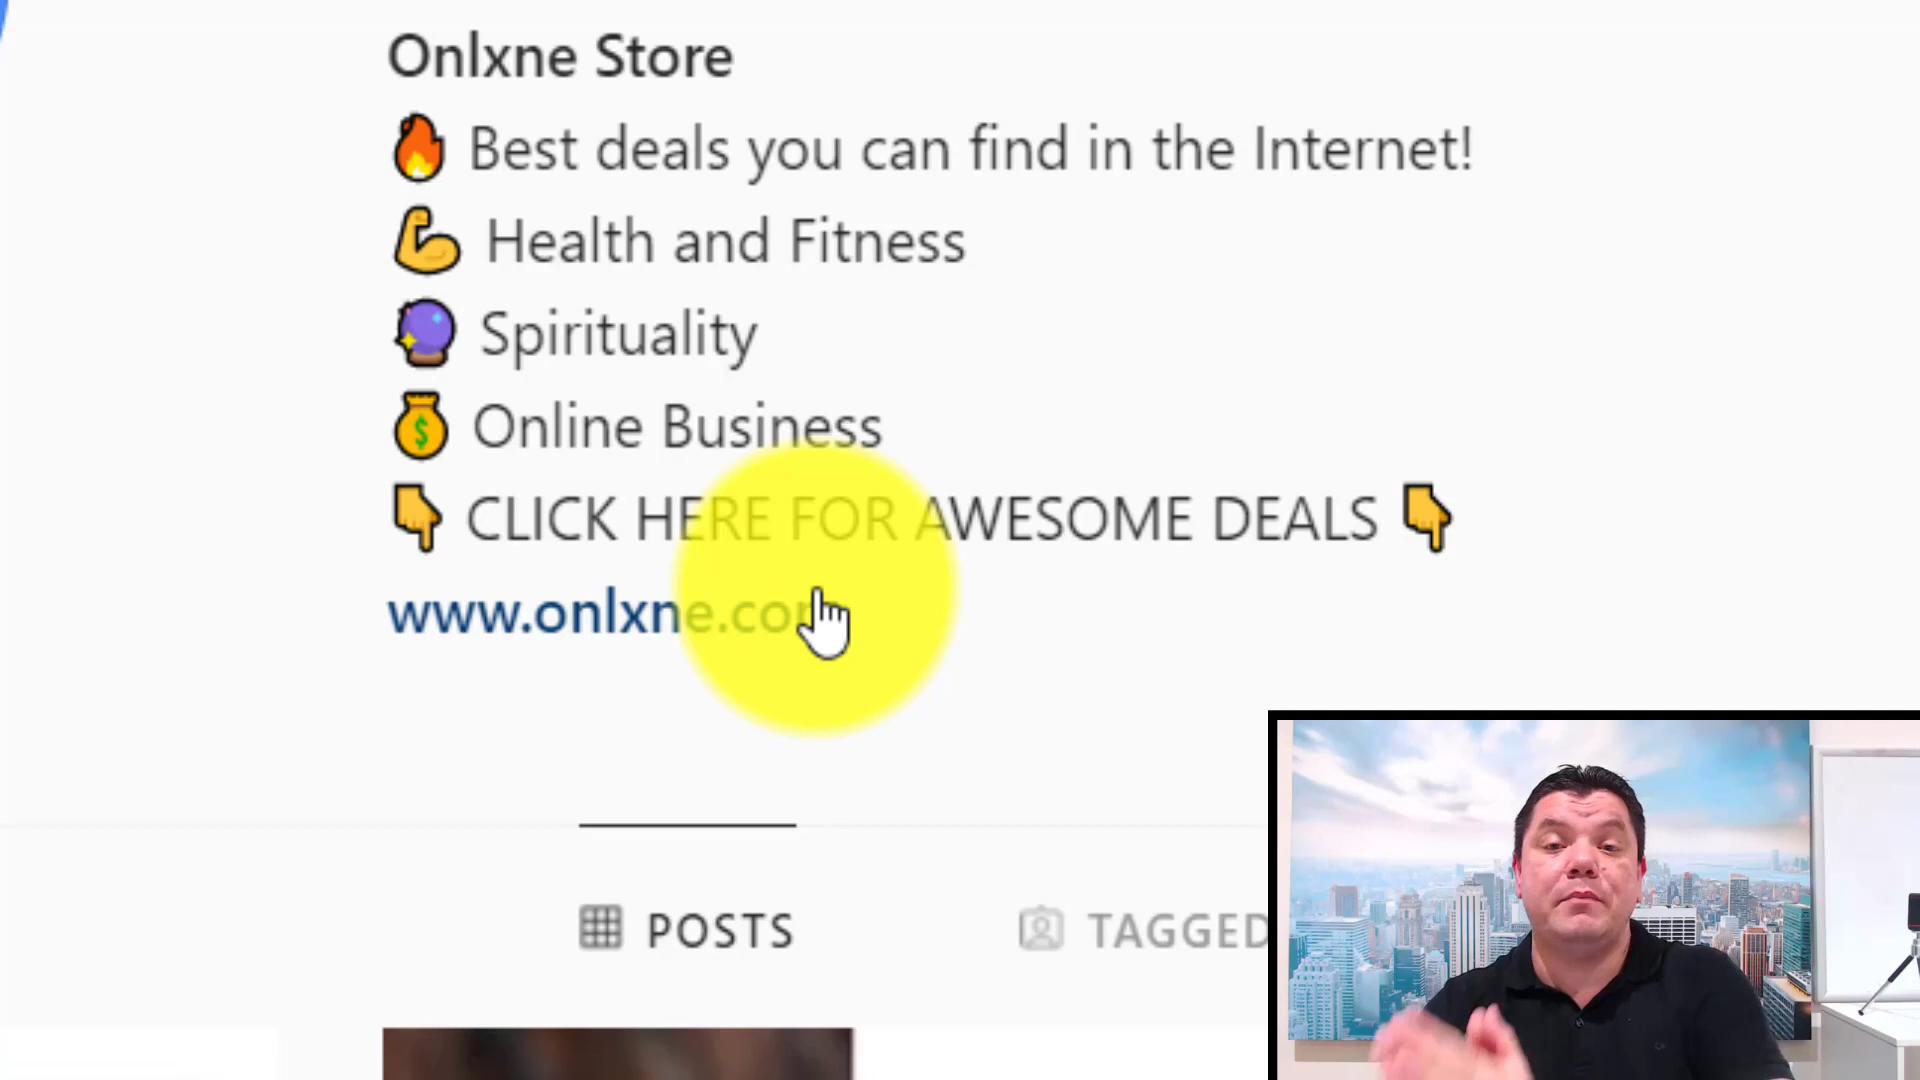 Onlxne Store
🔥 Best deals you can find in the Internet!
💪 Health and Fitness
🔮 Spirituality
💰 Online Business
👇 CLICK HERE FOR AWESOME DEALS 👇
www.onlxne.com
POSTS
TAGGED